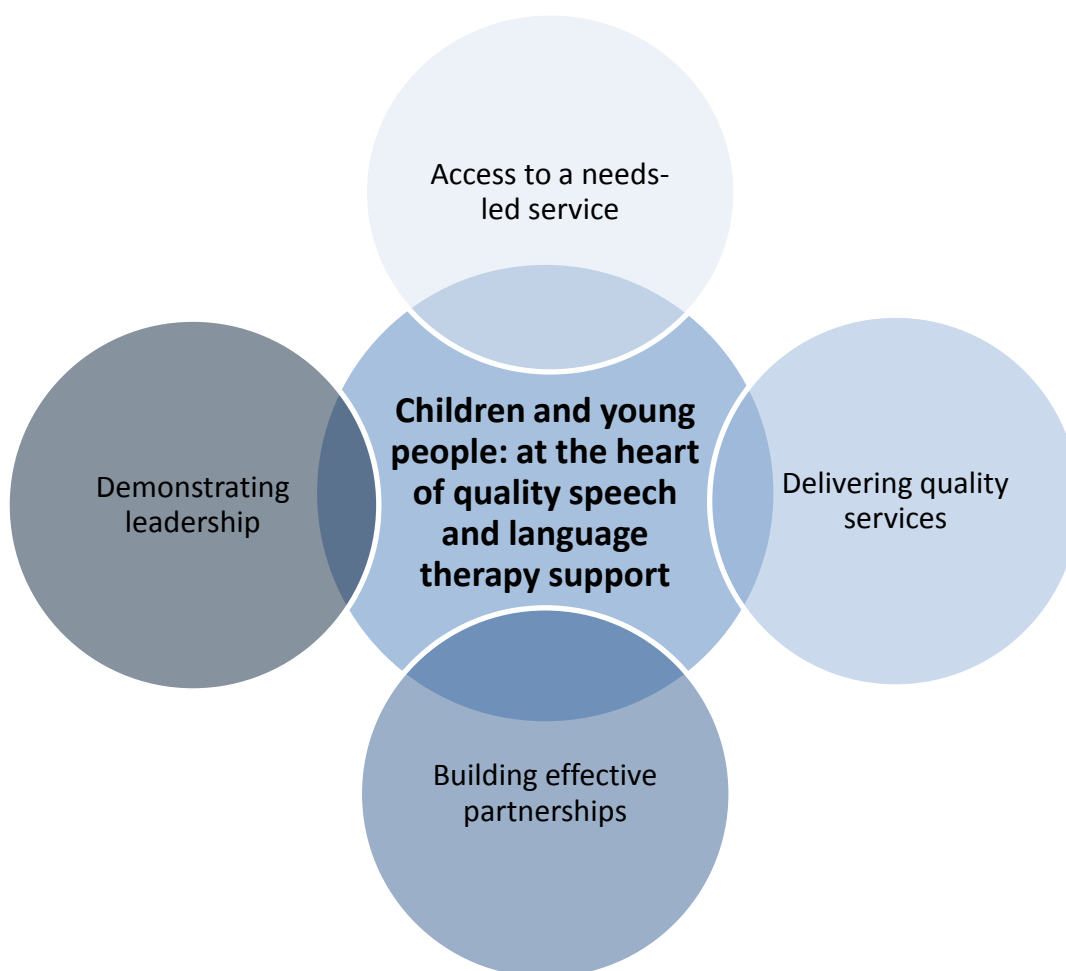 Access to a needs-
led service
Demonstrating
leadership
Children and young
people: at the heart
of quality speech
and language
therapy support
Delivering quality
services
Building effective
partnerships